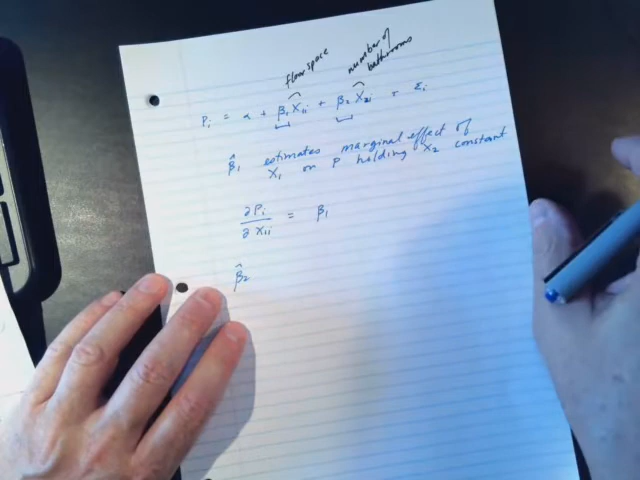 floor space
number of
bathrooms
Pi = α + β₁X₁ᵢ + β₂X₂ᵢ + εᵢ
β̂₁ estimates marginal effect of
X₁ on P holding X₂ constant
∂Pᵢ / ∂X₁ᵢ = β₁
β̂₂